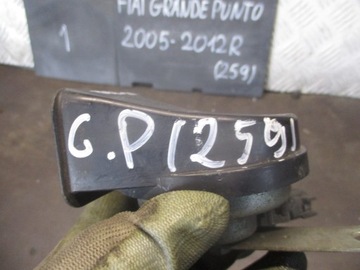 FIAT GRANDE PUNTO
1 2005-2012R
(259)
G.P(259)